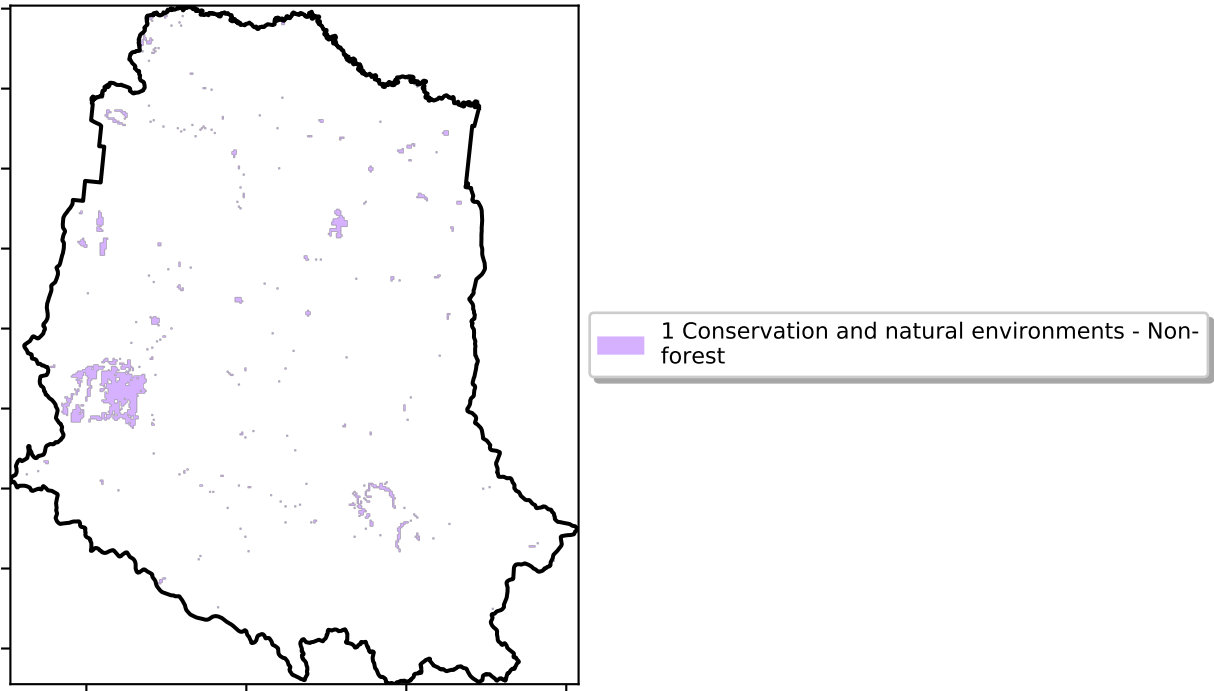 1 Conservation and natural environments - Non-
forest